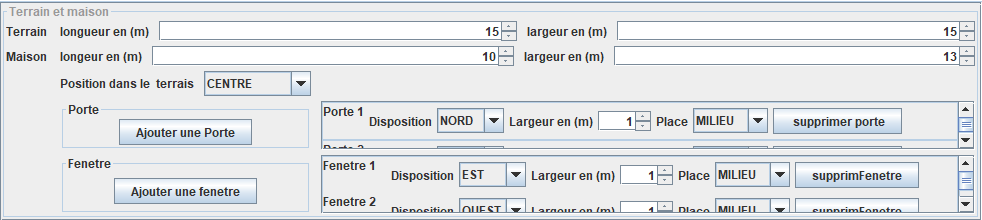 Terrain et maison
Terrain longueur en (m) 15 largeur en (m) 15
Maison longueur en (m) 10 largeur en (m) 13
Position dans le terrais CENTRE
Porte
Ajouter une Porte
Porte 1 Disposition NORD Largeur en (m) 1 Place MILIEU supprimer porte
Porte 2
Fenetre
Ajouter une fenetre
Fenetre 1 Disposition EST Largeur en (m) 1 Place MILIEU supprimFenetre
Fenetre 2 Disposition OUEST Largeur en (m) 1 Place MILIEU supprimFenetre